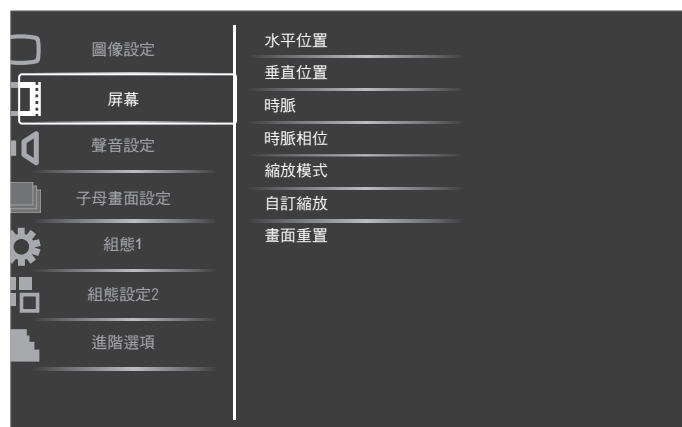 圖像設定
屏幕
聲音設定
子母畫面設定
組態1
組態設定2
進階選項
水平位置
垂直位置
時脈
時脈相位
縮放模式
自訂縮放
畫面重置